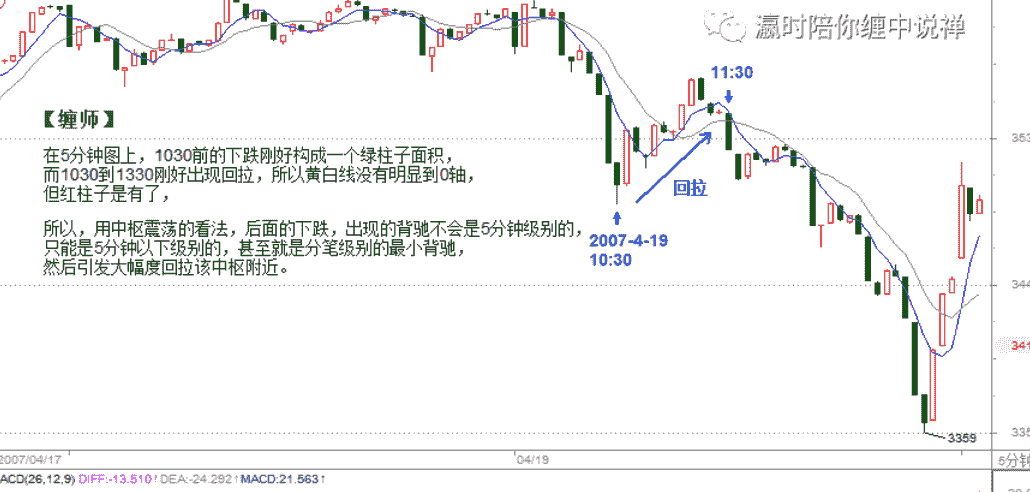 瀛时陪你缠中说禅
11:30
【缠师】
353
在5分钟图上，1030前的下跌刚好构成一个绿柱子面积，
而1030到1330刚好出现回拉，所以黄白线没有明显到0轴，
但红柱子是有了，
回拉
所以，用中枢震荡的看法，后面的下跌，出现的背驰不会是5分钟级别的，
只能是5分钟以下级别的，甚至就是分笔级别的最小背驰，
然后引发大幅度回拉该中枢附近。
2007-4-19
10:30
344
341
335
3359
2007/04/17
04/19
5分钟
ACD(26,12,9) DIFF:-13.510↑ DEA:-24.292↑ MACD:21.563↑